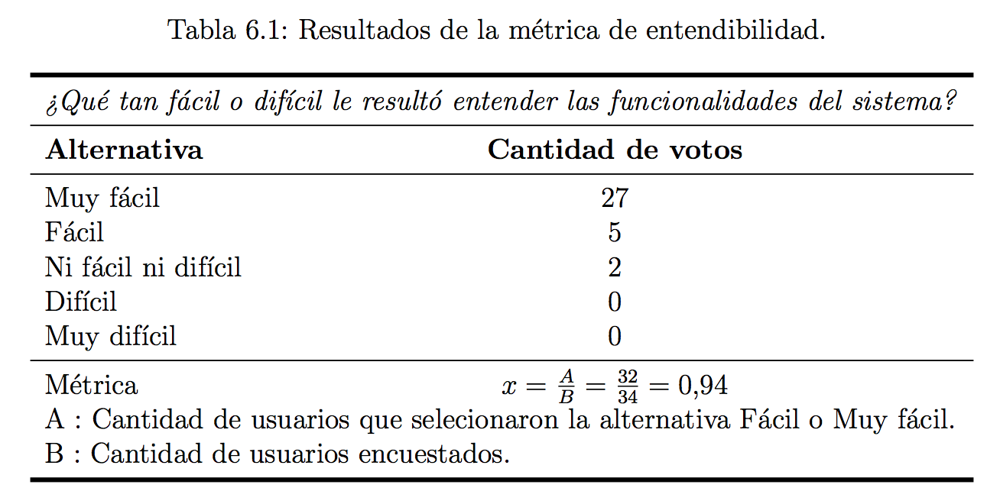 Tabla 6.1: Resultados de la métrica de entendibilidad.
¿Qué tan fácil o difícil le resultó entender las funcionalidades del sistema?
Alternativa Cantidad de votos
Muy fácil 27
Fácil 5
Ni fácil ni difícil 2
Difícil 0
Muy difícil 0
Métrica x = A/B = 32/34 = 0,94
A : Cantidad de usuarios que selecionaron la alternativa Fácil o Muy fácil.
B : Cantidad de usuarios encuestados.